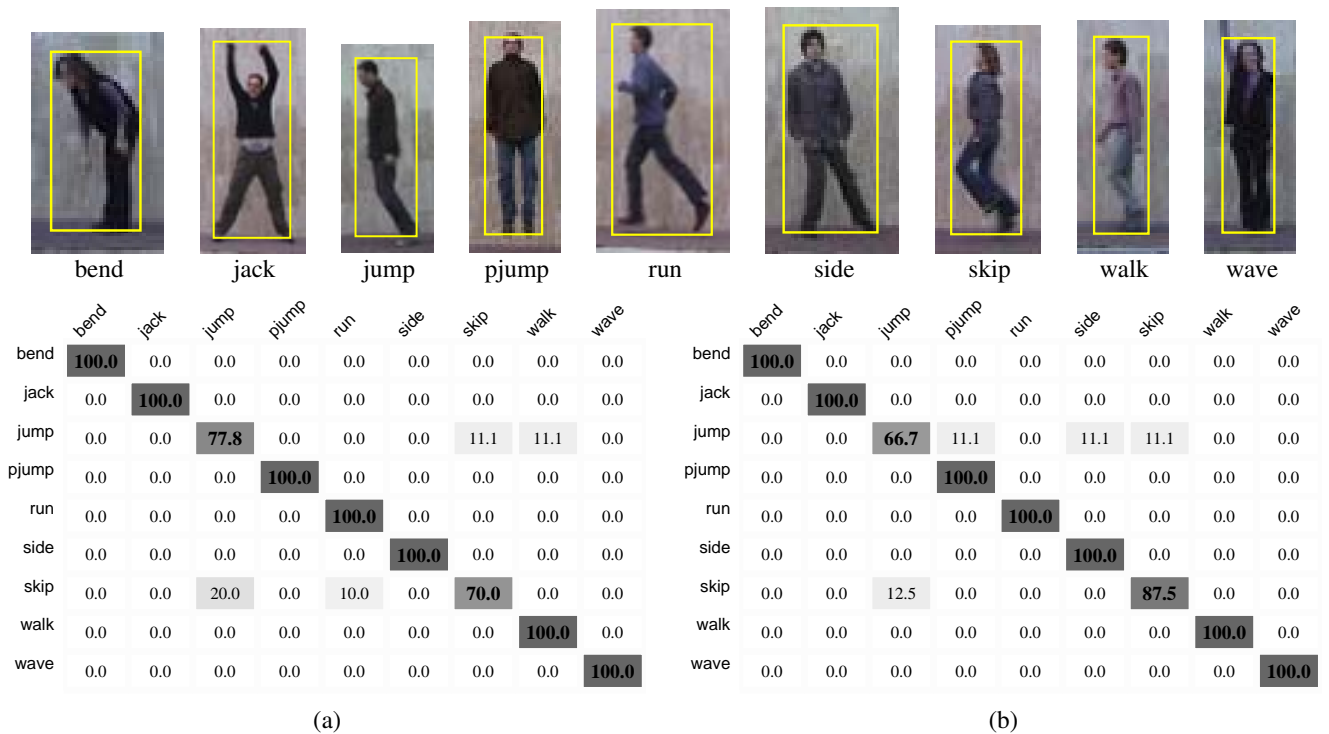 bend jack jump pjump run side skip walk wave
bend jack jump pjump run side skip walk wave
bend 100.0 0.0 0.0 0.0 0.0 0.0 0.0 0.0 0.0
jack 0.0 100.0 0.0 0.0 0.0 0.0 0.0 0.0 0.0
jump 0.0 0.0 77.8 0.0 0.0 0.0 11.1 11.1 0.0
pjump 0.0 0.0 0.0 100.0 0.0 0.0 0.0 0.0 0.0
run 0.0 0.0 0.0 0.0 100.0 0.0 0.0 0.0 0.0
side 0.0 0.0 0.0 0.0 0.0 100.0 0.0 0.0 0.0
skip 0.0 0.0 20.0 0.0 10.0 0.0 70.0 0.0 0.0
walk 0.0 0.0 0.0 0.0 0.0 0.0 0.0 100.0 0.0
wave 0.0 0.0 0.0 0.0 0.0 0.0 0.0 0.0 100.0
(a)
bend jack jump pjump run side skip walk wave
bend 100.0 0.0 0.0 0.0 0.0 0.0 0.0 0.0 0.0
jack 0.0 100.0 0.0 0.0 0.0 0.0 0.0 0.0 0.0
jump 0.0 0.0 66.7 11.1 0.0 11.1 11.1 0.0 0.0
pjump 0.0 0.0 0.0 100.0 0.0 0.0 0.0 0.0 0.0
run 0.0 0.0 0.0 0.0 100.0 0.0 0.0 0.0 0.0
side 0.0 0.0 0.0 0.0 0.0 100.0 0.0 0.0 0.0
skip 0.0 0.0 12.5 0.0 0.0 0.0 87.5 0.0 0.0
walk 0.0 0.0 0.0 0.0 0.0 0.0 0.0 100.0 0.0
wave 0.0 0.0 0.0 0.0 0.0 0.0 0.0 0.0 100.0
(b)